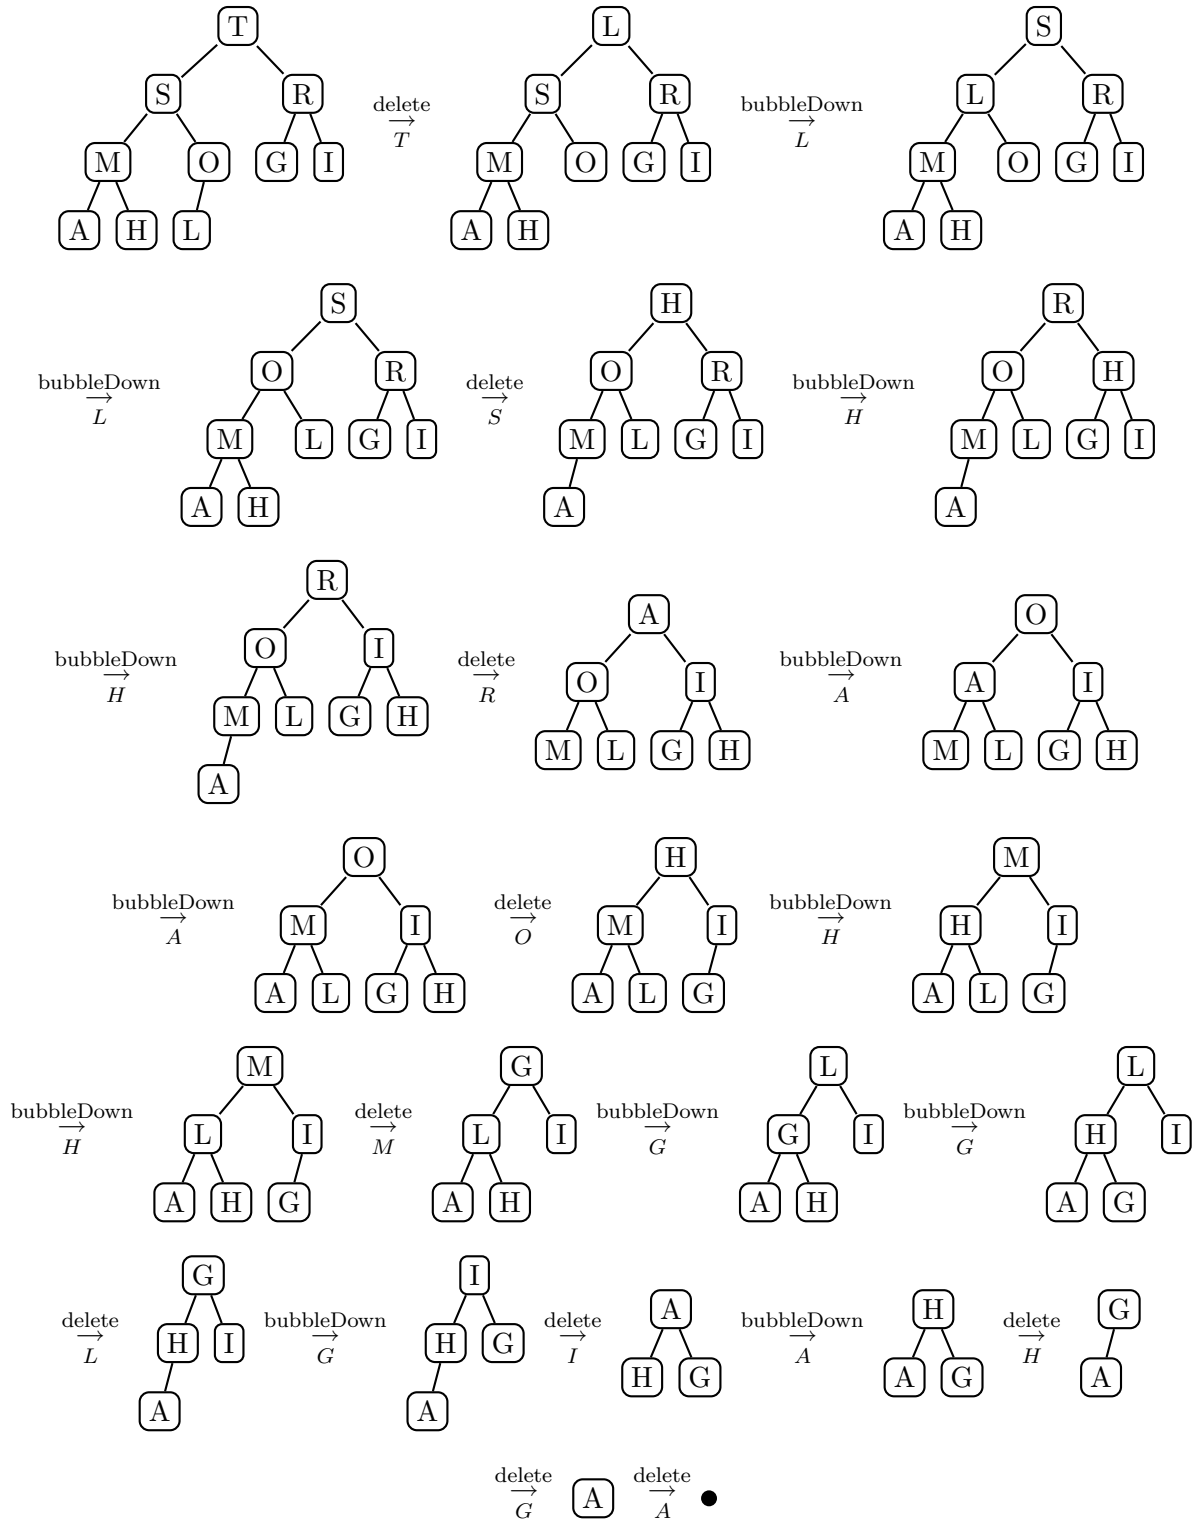 T L S
S R S R L R
delete → T
bubbleDown → L
M O G I M O G I M O G I
A H L A H A H
S H R
bubbleDown → L
O R
delete → S
O R
bubbleDown → H
O H
M L G I M L G I M L G I
A H A A
R A O
bubbleDown → H
O I
delete → R
O I
bubbleDown → A
A I
M L G H M L G H M L G H
A
O H M
bubbleDown → A
M I
delete → O
M I
bubbleDown → H
H I
A L G H A L G A L G
M G L L
bubbleDown → H
L I
delete → M
L I
bubbleDown → G
G I
bubbleDown → G
H I
A H G A H A H A G
G I A H G
delete → L
H I
bubbleDown → G
H G
delete → I
H G
bubbleDown → A
A G
delete → H
A
A A
delete → G
A
delete → A
●